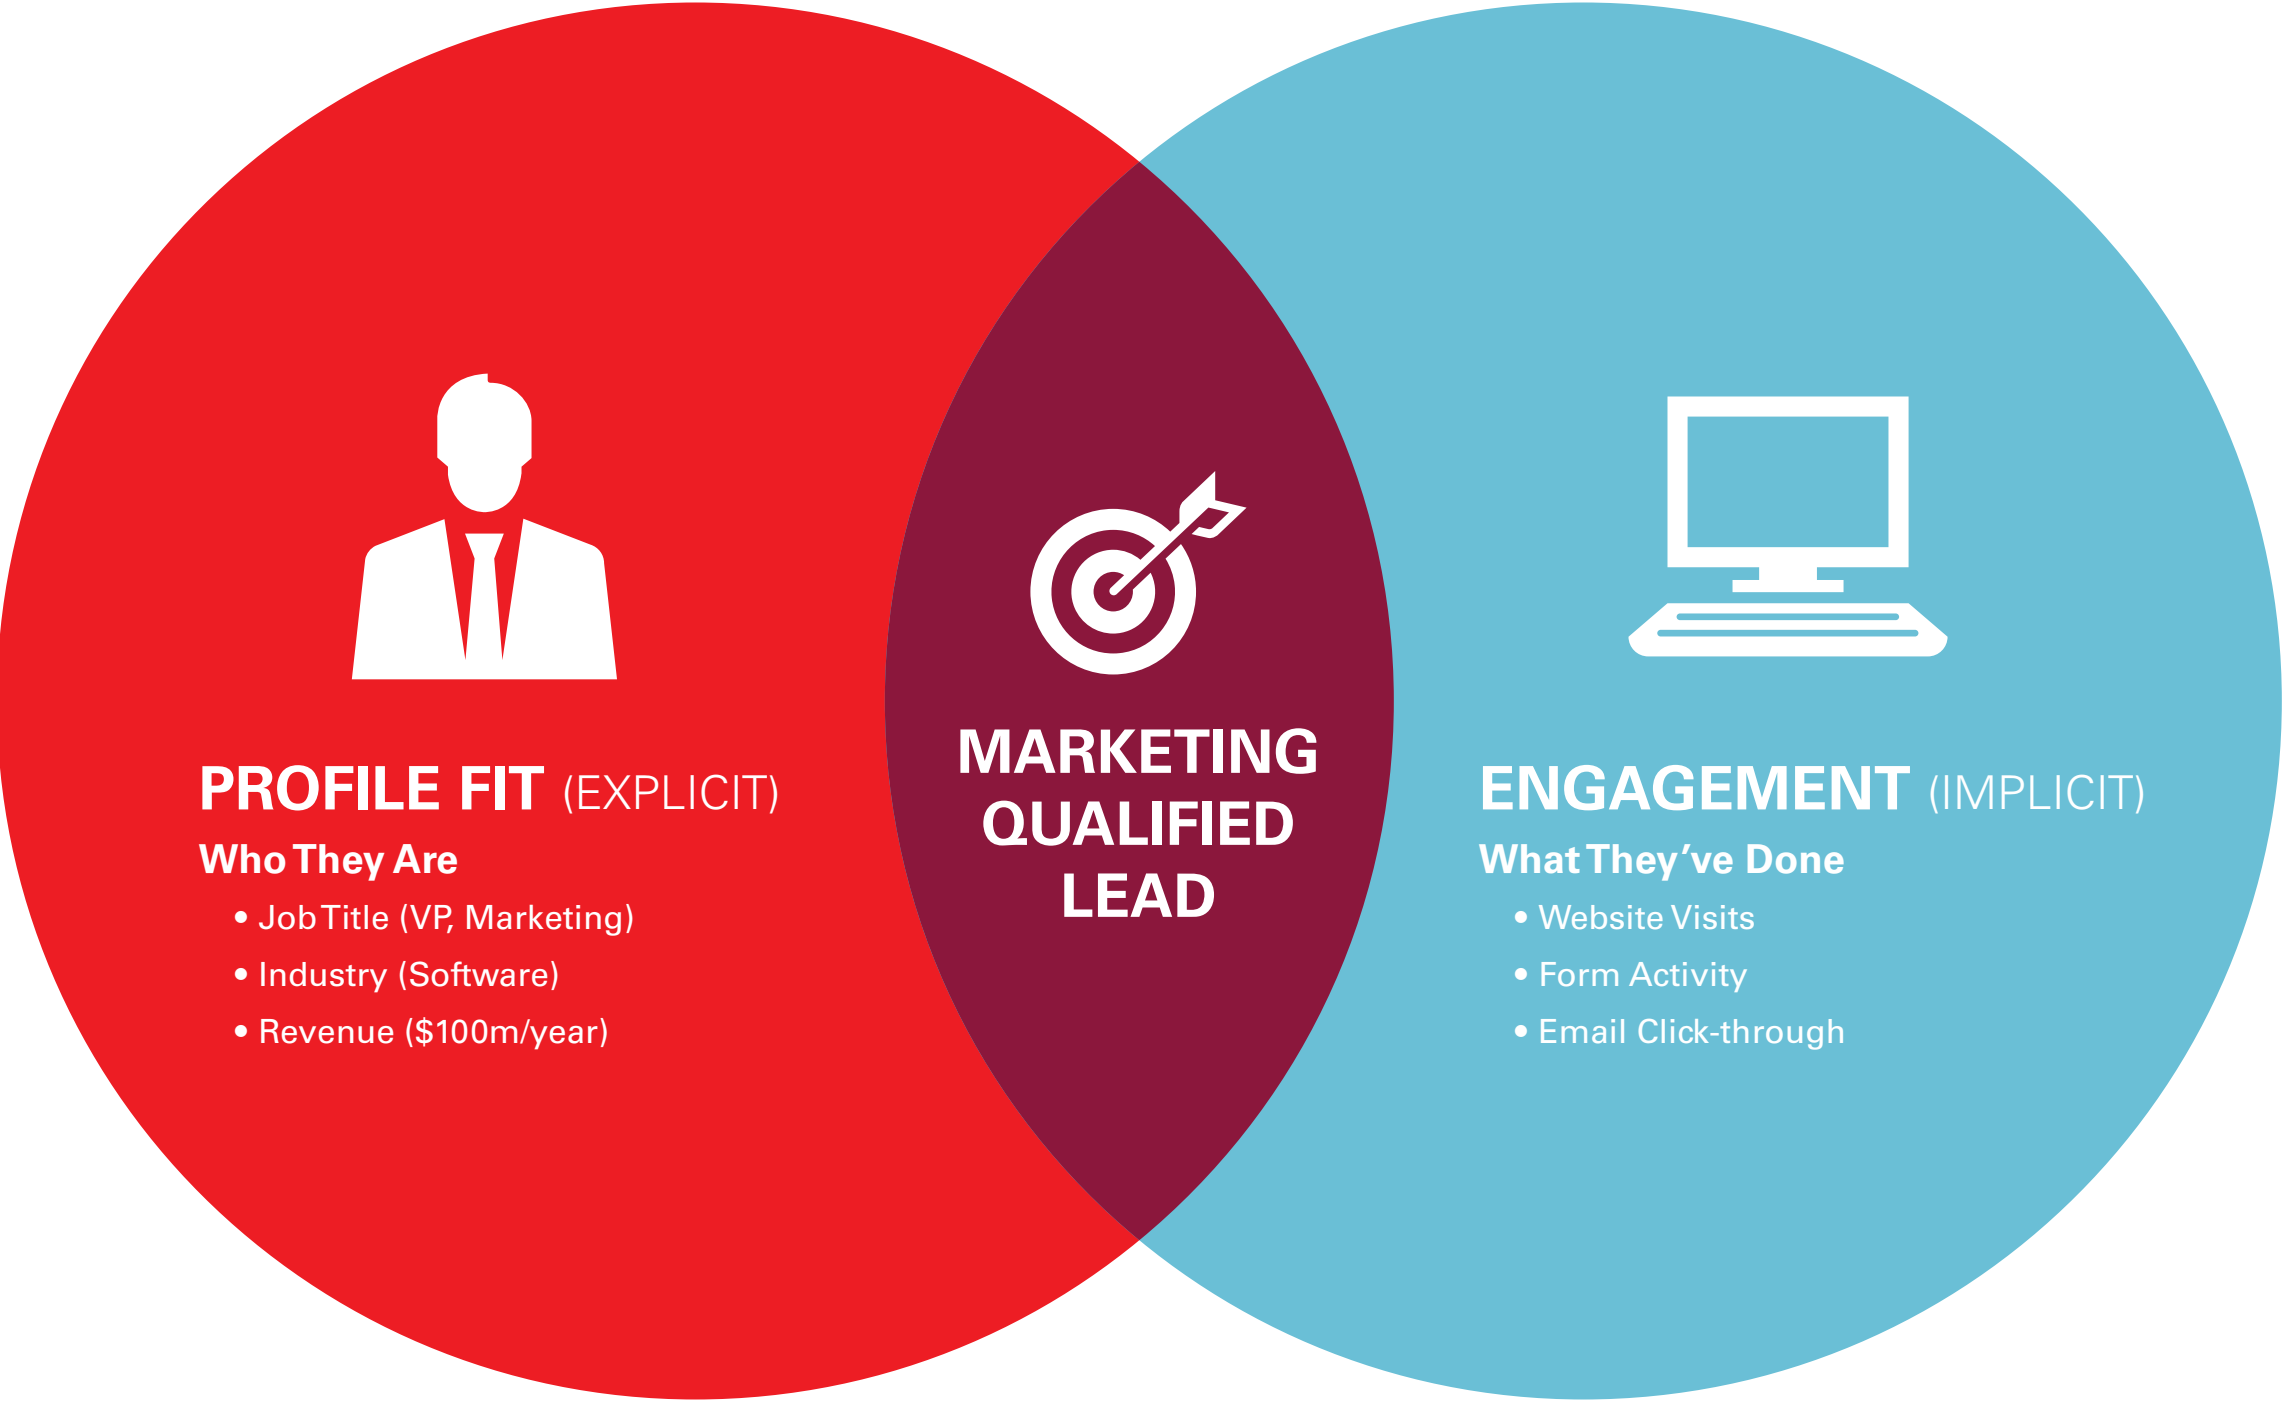 PROFILE FIT (EXPLICIT)
Who They Are
• Job Title (VP, Marketing)
• Industry (Software)
• Revenue ($100m/year)
MARKETING
QUALIFIED
LEAD
ENGAGEMENT (IMPLICIT)
What They’ve Done
• Website Visits
• Form Activity
• Email Click-through